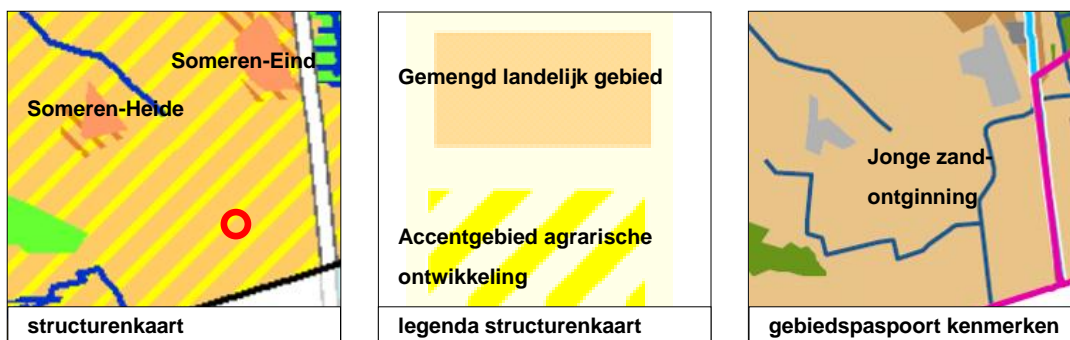 Someren-Eind
Someren-Heide
structurenkaart
Gemengd landelijk gebied
Accentgebied agrarische
ontwikkeling
legenda structurenkaart
Jonge zand-
ontginning
gebiedspaspoort kenmerken